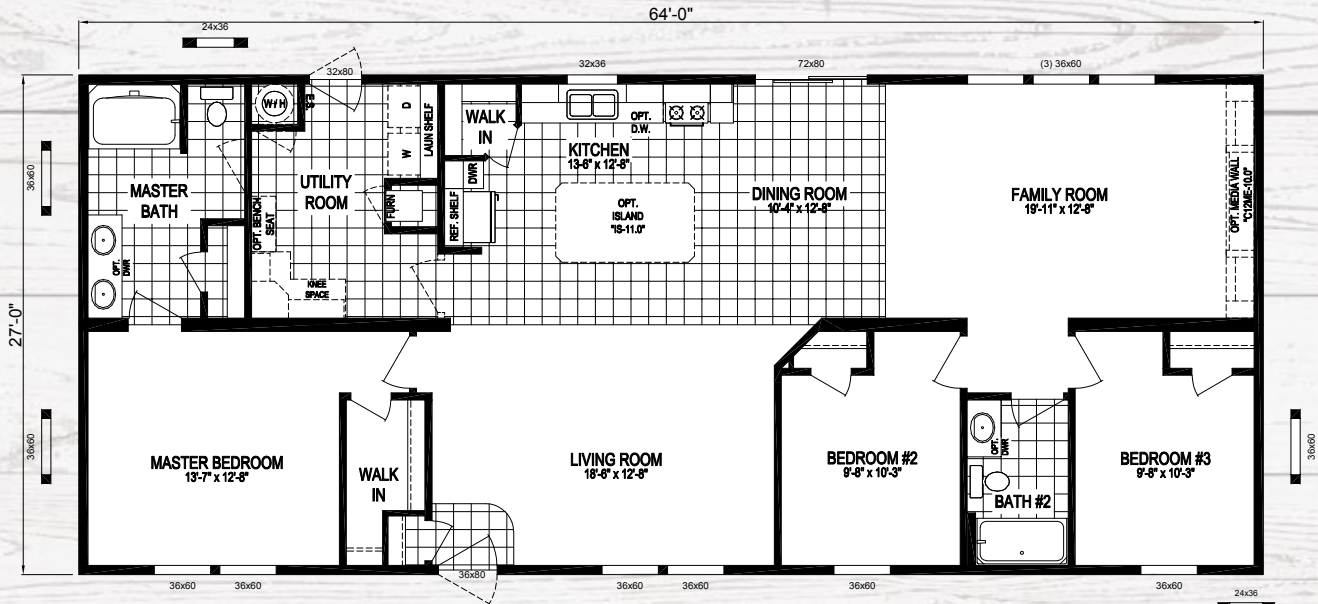 64'-0"
24x36
32x80
32x36
72x80
(3) 36x60
27'-0"
36x60
36x60
36x60
W/H
E.S.
D
W
LAUN SHELF
WALK
IN
OPT.
D.W.
KITCHEN
13'-6" x 12'-8"
DWR
REF. SHELF
FURN
UTILITY
ROOM
MASTER
BATH
OPT. BENCH
SEAT
OPT.
DWR
KNEE
SPACE
OPT.
ISLAND
"IS-11.0"
DINING ROOM
10'-4" x 12'-8"
FAMILY ROOM
19'-11" x 12'-8"
OPT. MEDIA WALL
"C12ME-10.0"
MASTER BEDROOM
13'-7" x 12'-8"
WALK
IN
LIVING ROOM
18'-6" x 12'-8"
BEDROOM #2
9'-8" x 10'-3"
OPT.
DWR
BATH #2
BEDROOM #3
9'-8" x 10'-3"
36x60
36x60
36x80
36x60
36x60
36x60
36x60
24x36